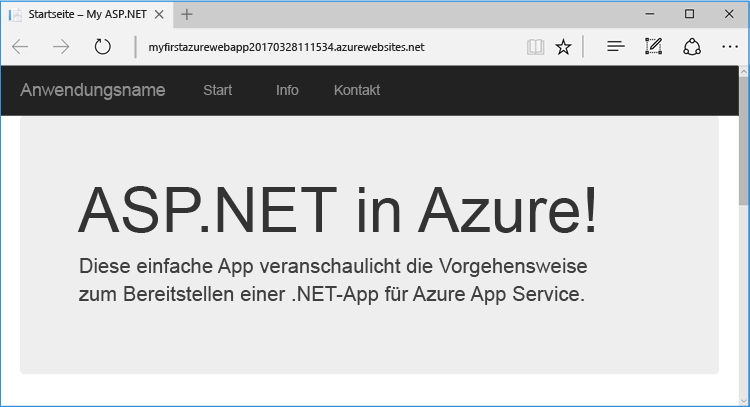 Startseite – My ASP.NET
myfirstazurewebapp20170328111534.azurewebsites.net
Anwendungsname Start Info Kontakt
ASP.NET in Azure!
Diese einfache App veranschaulicht die Vorgehensweise
zum Bereitstellen einer .NET-App für Azure App Service.